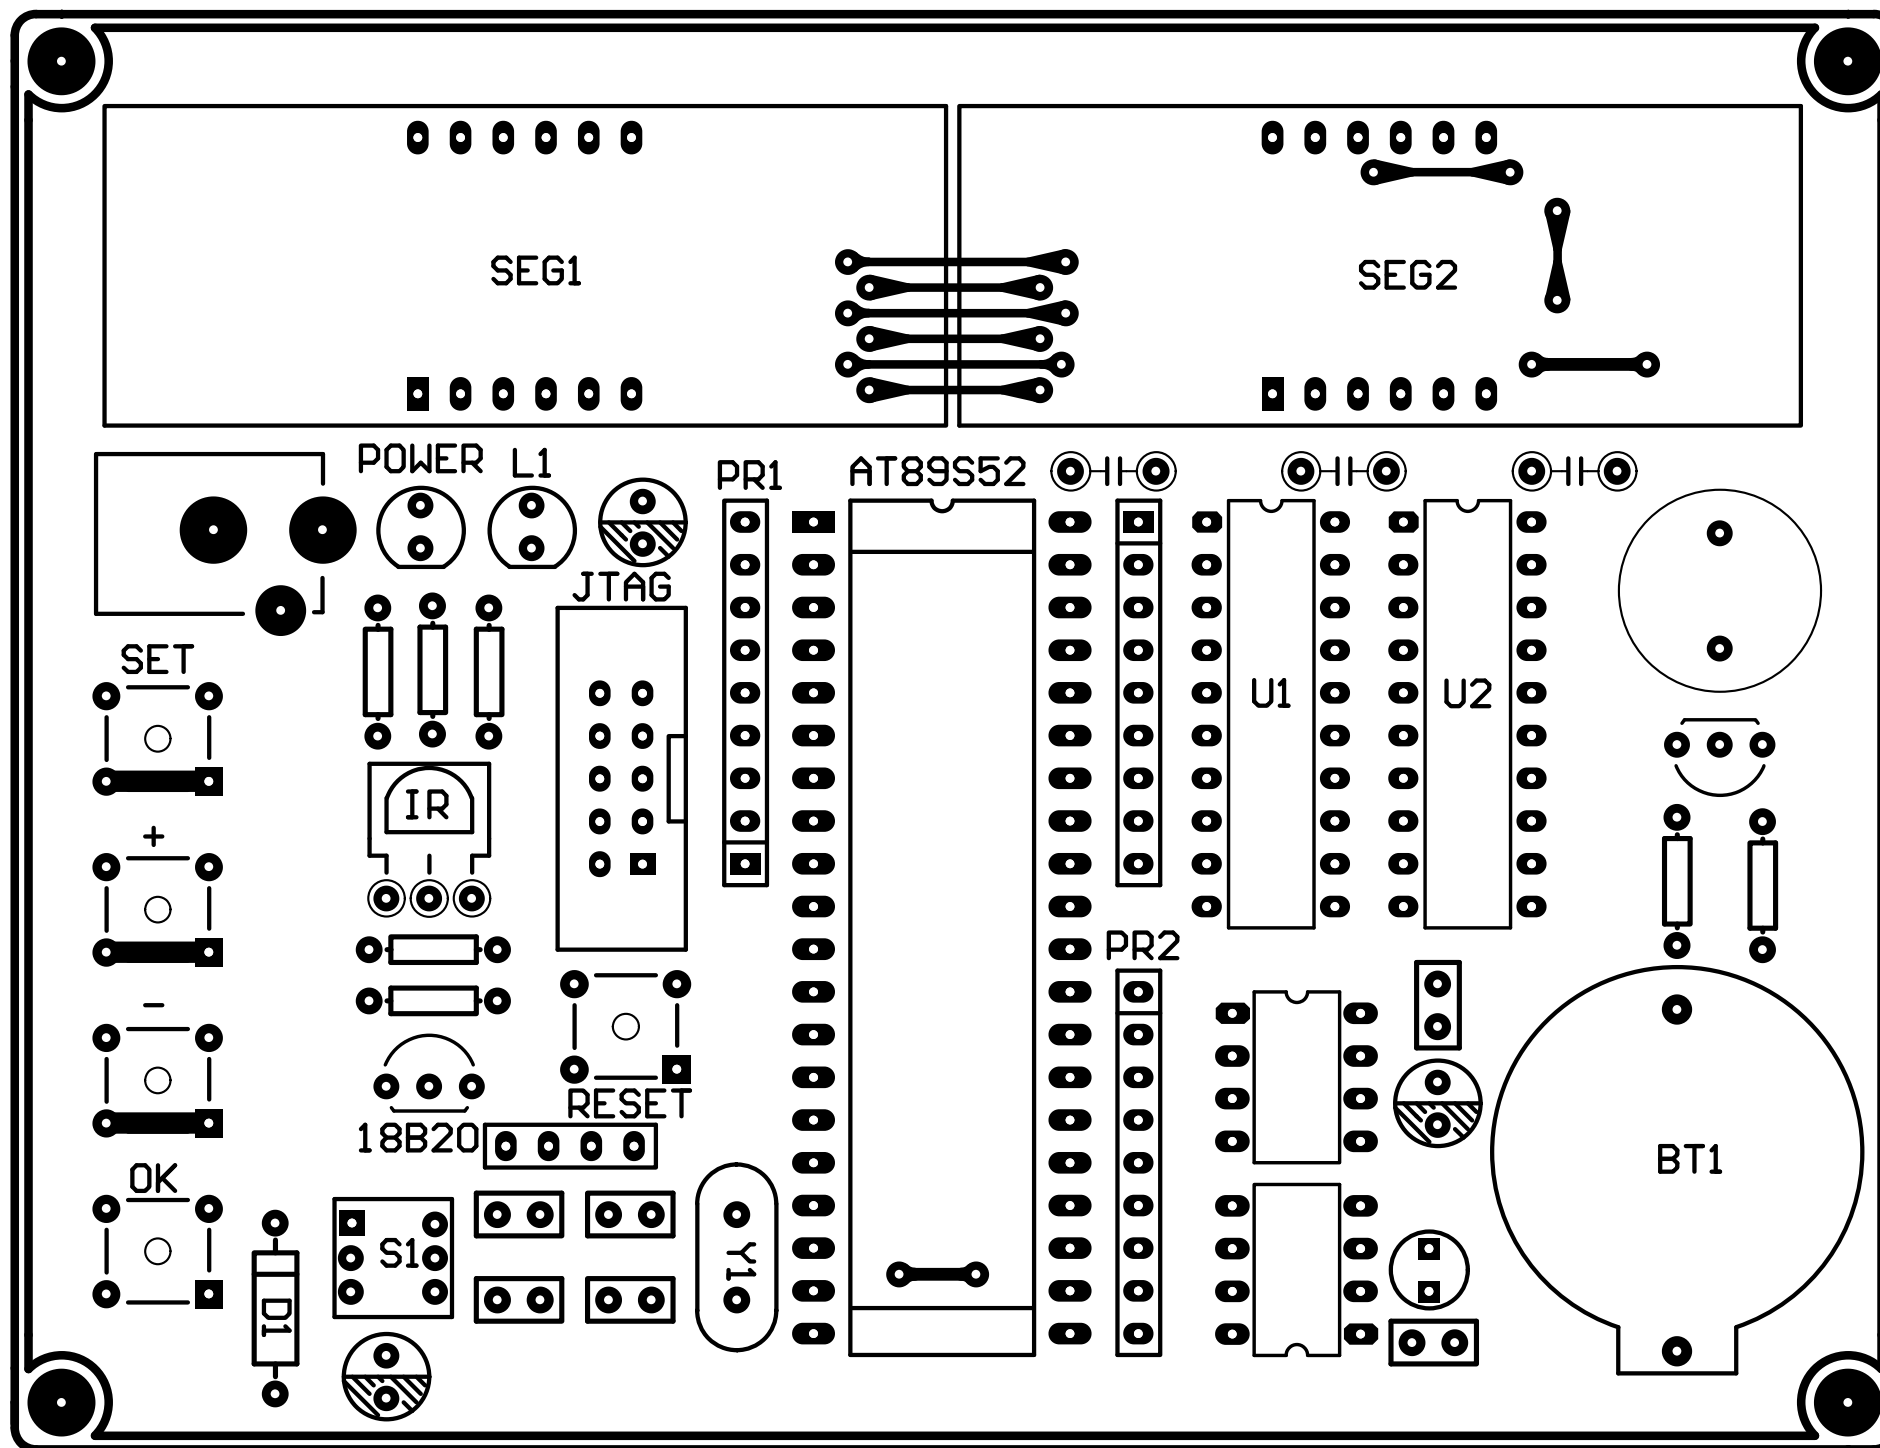 SEG1
SEG2
POWER
L1
PR1
AT89S52
JTAG
SET
U1
U2
IR
+
PR2
-
RESET
18B20
BT1
OK
S1
Y1
D1